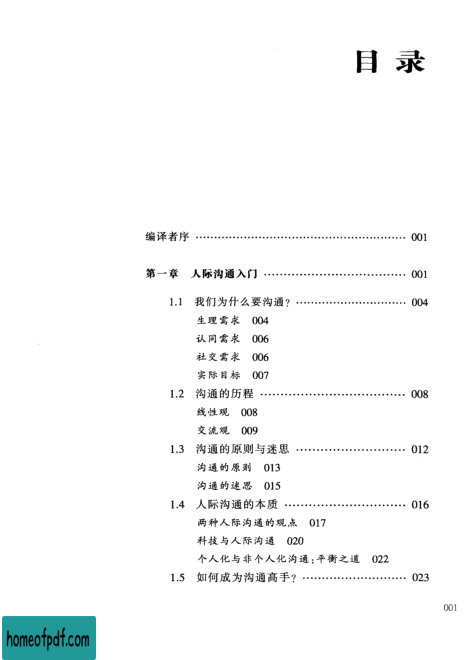 目录
编译者序 ………………………………………………… 001
第一章 人际沟通入门 ………………………………… 001
1.1 我们为什么要沟通？ ………………………… 004
生理需求 004
认同需求 006
社交需求 006
实际目标 007
1.2 沟通的历程 ………………………………… 008
线性观 008
交流观 009
1.3 沟通的原则与迷思 ………………………… 012
沟通的原则 013
沟通的迷思 015
1.4 人际沟通的本质 …………………………… 016
两种人际沟通的观点 017
科技与人际沟通 020
个人化与非个人化沟通：平衡之道 022
1.5 如何成为沟通高手？ ……………………… 023
001
homeofpdf.com